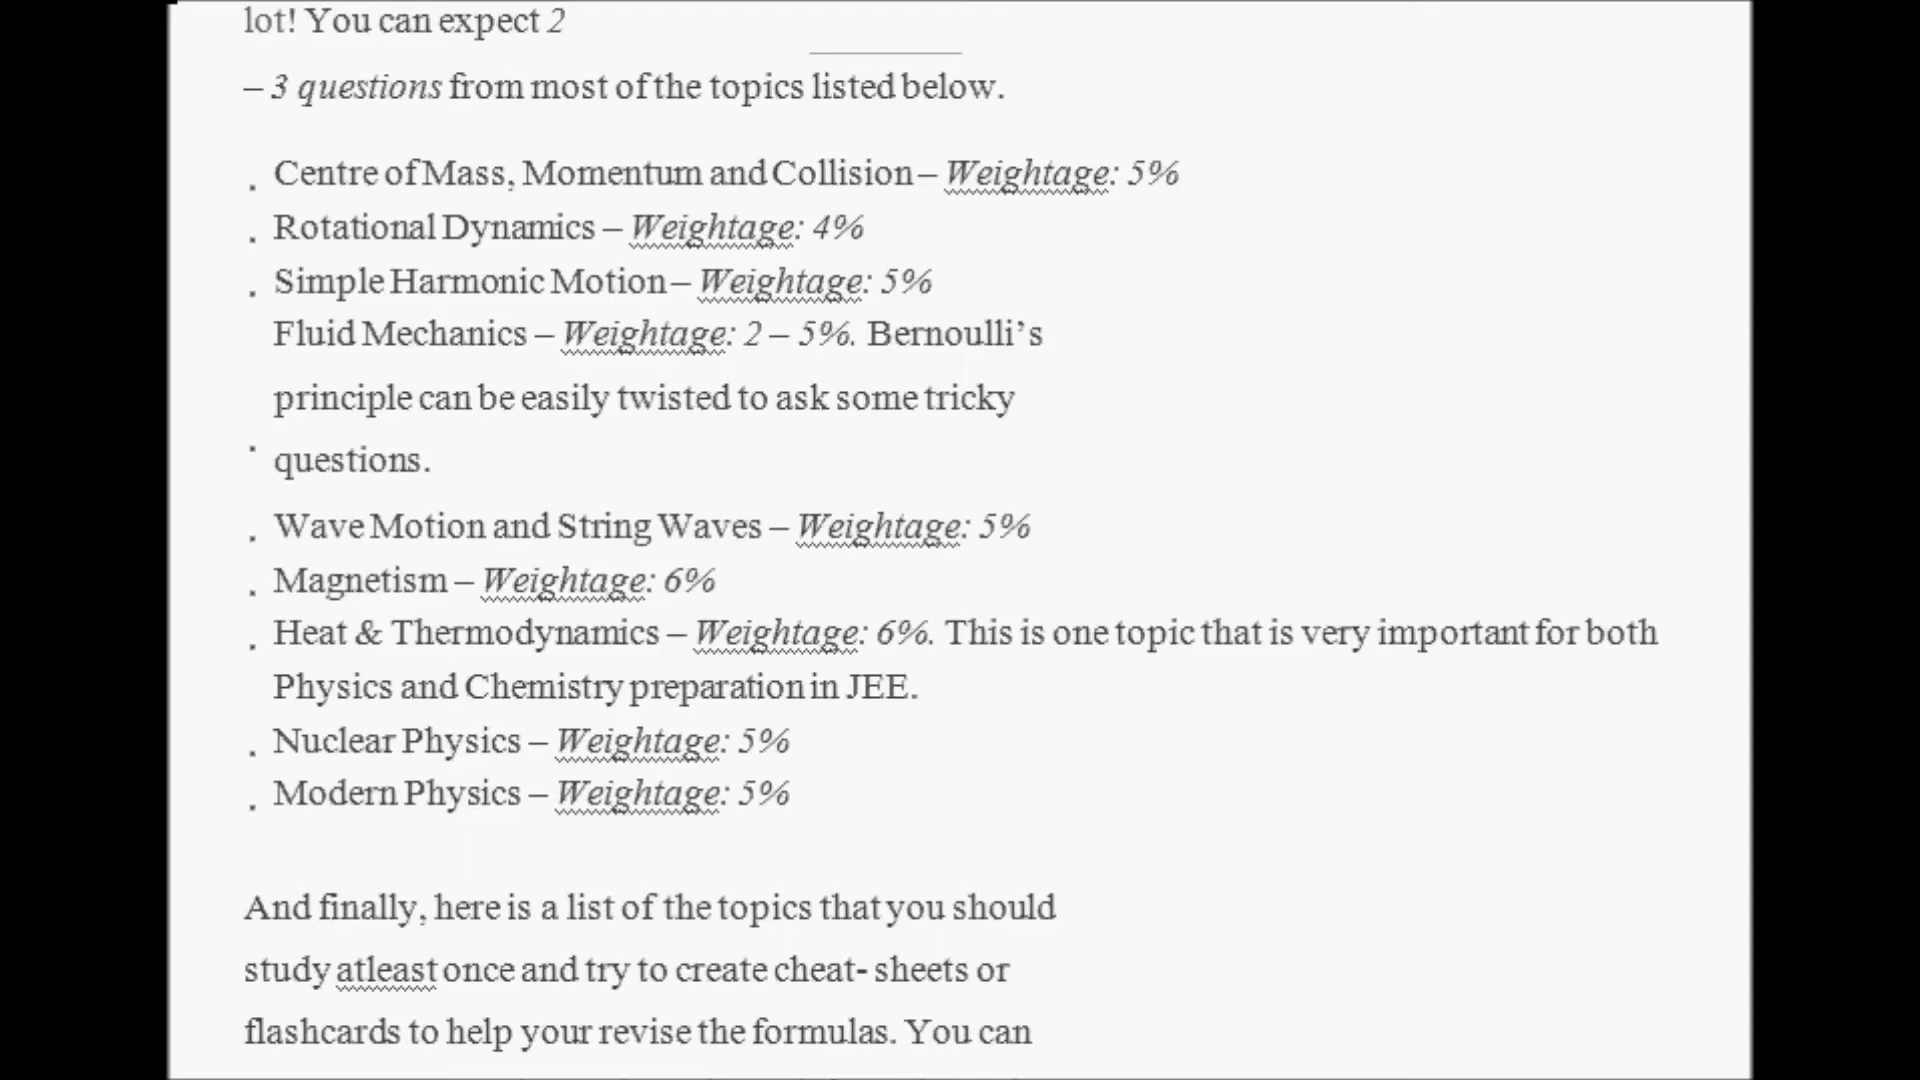 lot! You can expect 2
– 3 questions from most of the topics listed below.
. Centre of Mass, Momentum and Collision – Weightage: 5%
. Rotational Dynamics – Weightage: 4%
. Simple Harmonic Motion – Weightage: 5%
Fluid Mechanics – Weightage: 2 – 5%. Bernoulli’s
principle can be easily twisted to ask some tricky
. questions.
. Wave Motion and String Waves – Weightage: 5%
. Magnetism – Weightage: 6%
. Heat & Thermodynamics – Weightage: 6%. This is one topic that is very important for both
Physics and Chemistry preparation in JEE.
. Nuclear Physics – Weightage: 5%
. Modern Physics – Weightage: 5%
And finally, here is a list of the topics that you should
study atleast once and try to create cheat- sheets or
flashcards to help your revise the formulas. You can